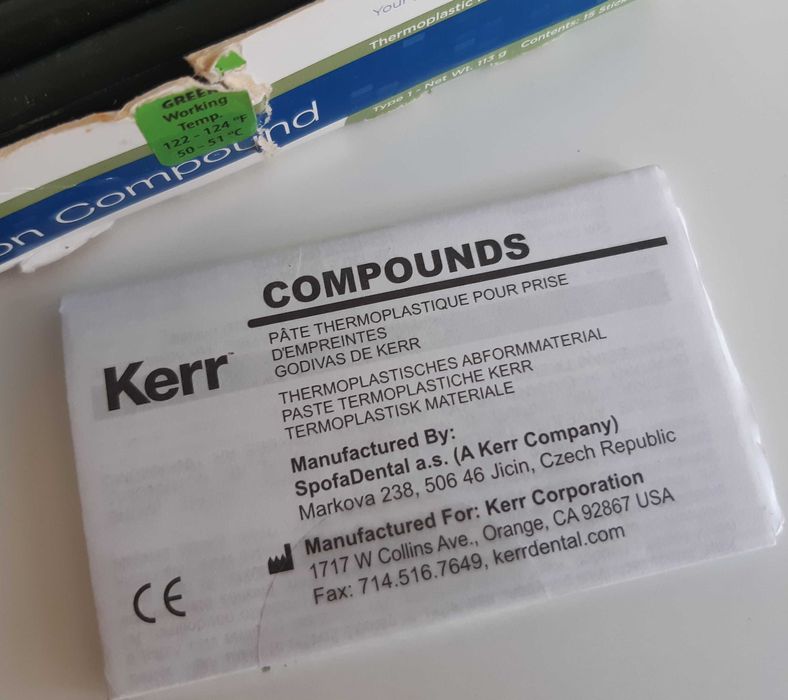 Your
Thermoplastic
Type 1 - Net Wt. 113 g Contents: 15 Stick
GREEN
Working
Temp.
122 - 124 °F
50 - 51 °C
on Compound
COMPOUNDS
PÂTE THERMOPLASTIQUE POUR PRISE
D'EMPREINTES
GODIVAS DE KERR
Kerr™
THERMOPLASTISCHES ABFORMMATERIAL
PASTE TERMOPLASTICHE KERR
TERMOPLASTISK MATERIALE
Manufactured By:
SpofaDental a.s. (A Kerr Company)
Markova 238, 506 46 Jicin, Czech Republic
Manufactured For: Kerr Corporation
1717 W Collins Ave., Orange, CA 92867 USA
Fax: 714.516.7649, kerrdental.com
CE